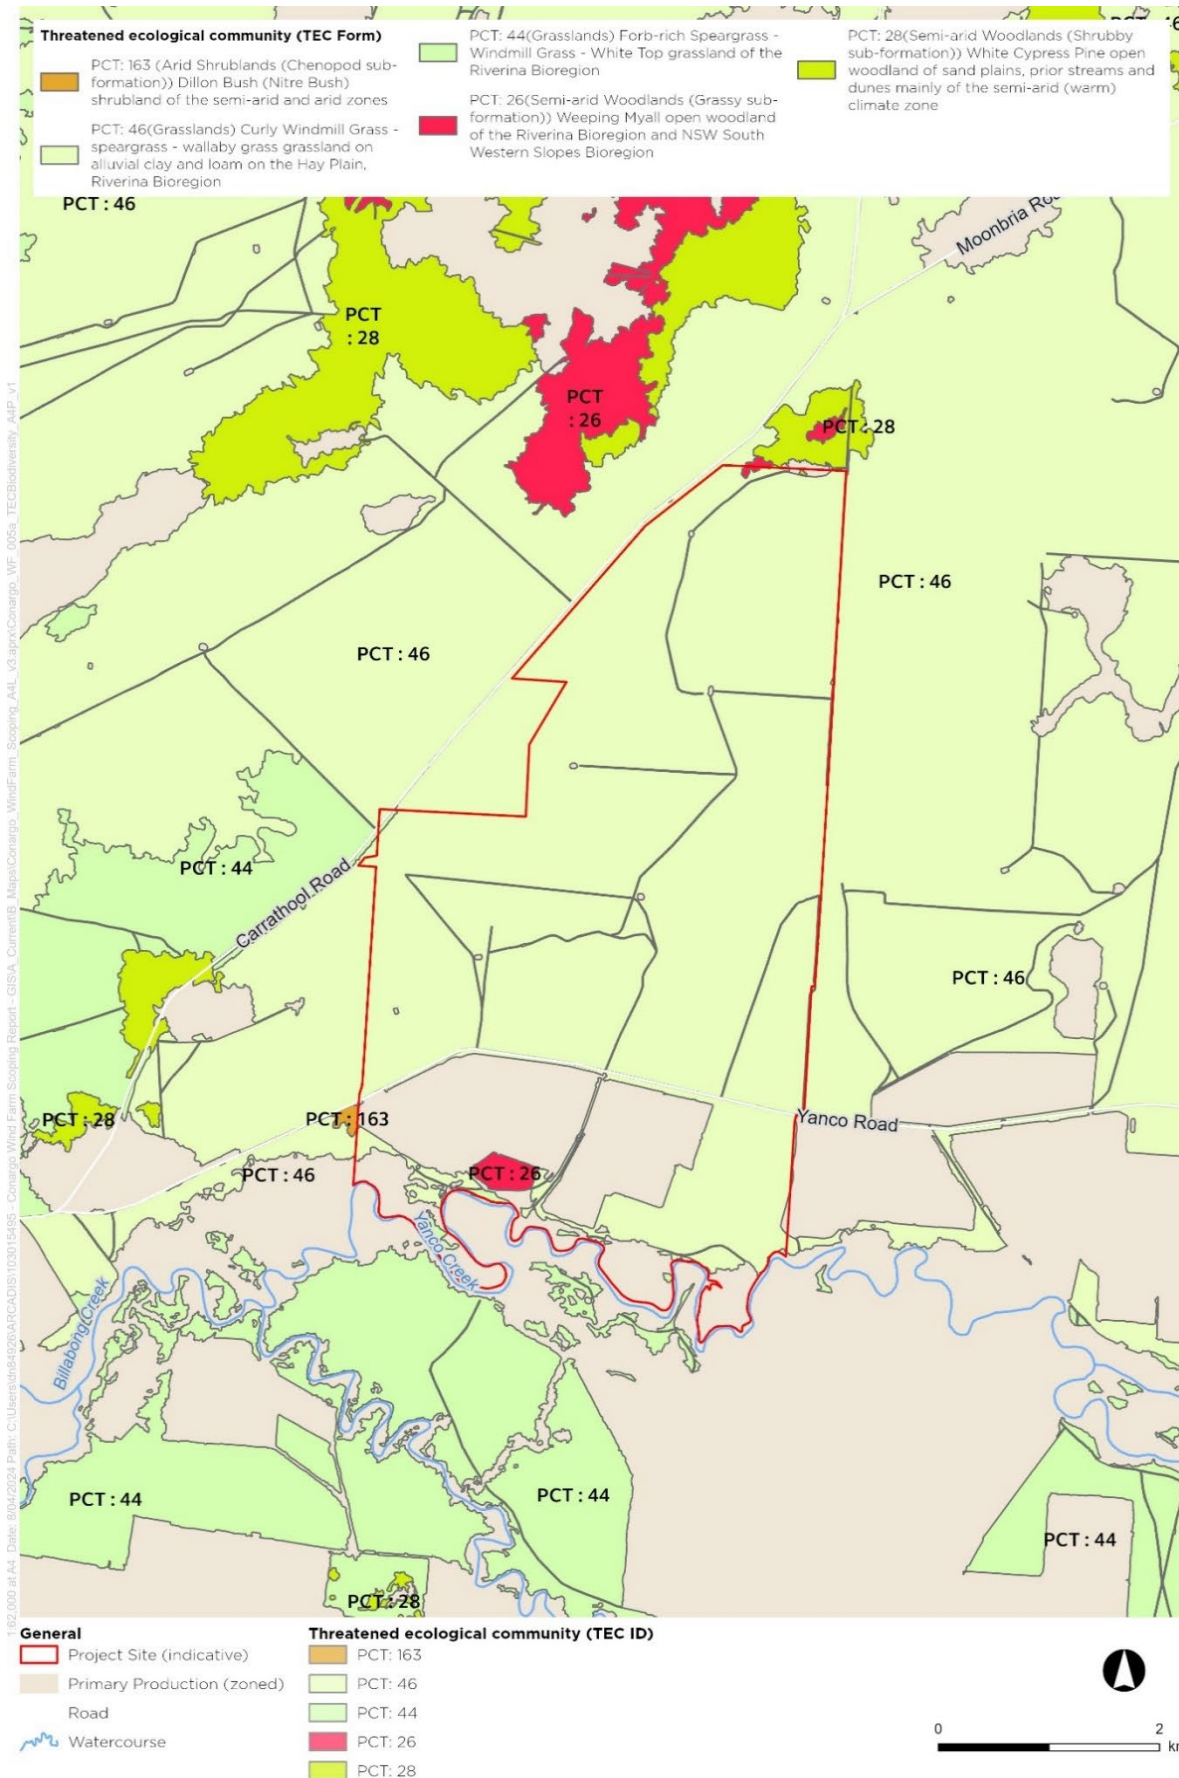 Threatened ecological community (TEC Form)
PCT: 163 (Arid Shrublands (Chenopod sub-
formation)) Dillon Bush (Nitre Bush)
shrubland of the semi-arid and arid zones
PCT: 46(Grasslands) Curly Windmill Grass -
speargrass - wallaby grass grassland on
alluvial clay and loam on the Hay Plain,
Riverina Bioregion
PCT: 44(Grasslands) Forb-rich Speargrass -
Windmill Grass - White Top grassland of the
Riverina Bioregion
PCT: 26(Semi-arid Woodlands (Grassy sub-
formation)) Weeping Myall open woodland
of the Riverina Bioregion and NSW South
Western Slopes Bioregion
PCT: 28(Semi-arid Woodlands (Shrubby
sub-formation)) White Cypress Pine open
woodland of sand plains, prior streams and
dunes mainly of the semi-arid (warm)
climate zone
PCT : 46
Moonbria
PCT
: 28
PCT
: 26
PCT : 28
PCT : 46
PCT : 46
PCT : 44
Carrathool Road
PCT : 46
PCT : 28
PCT : 163
Yanco Road
PCT : 46
PCT : 26
Yanco Creek
Billabong Creek
PCT : 44
PCT : 44
PCT : 44
PCT : 28
General
Project Site (indicative)
Primary Production (zoned)
Road
Watercourse
Threatened ecological community (TEC ID)
PCT: 163
PCT: 46
PCT: 44
PCT: 26
PCT: 28
0 2